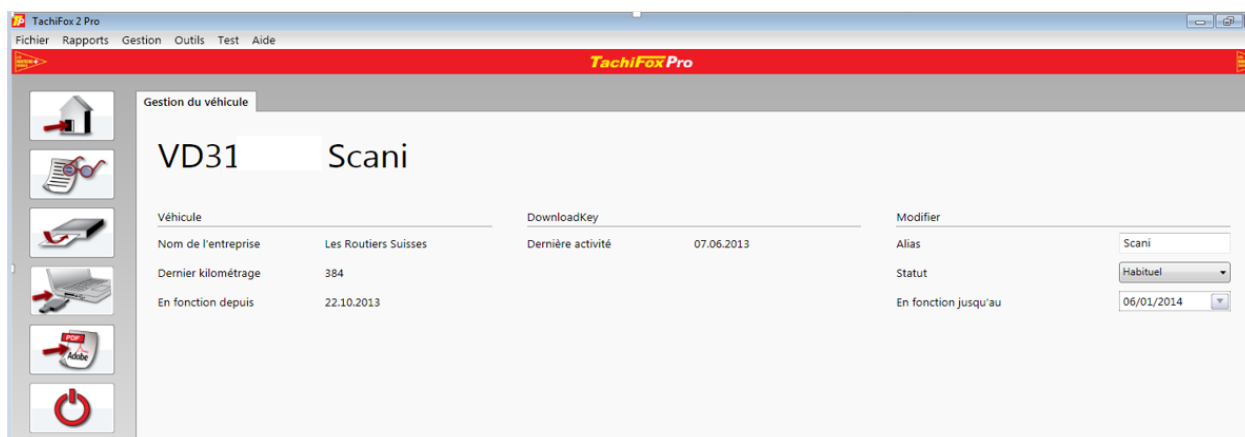 TachiFox 2 Pro
Fichier Rapports Gestion Outils Test Aide
TachiFox Pro
Gestion du véhicule
VD31 Scani
Véhicule DownloadKey Modifier
Nom de l'entreprise Les Routiers Suisses Dernière activité 07.06.2013 Alias Scani
Dernier kilométrage 384 Statut Habituel
En fonction depuis 22.10.2013 En fonction jusqu'au 06/01/2014
PDF
Adobe